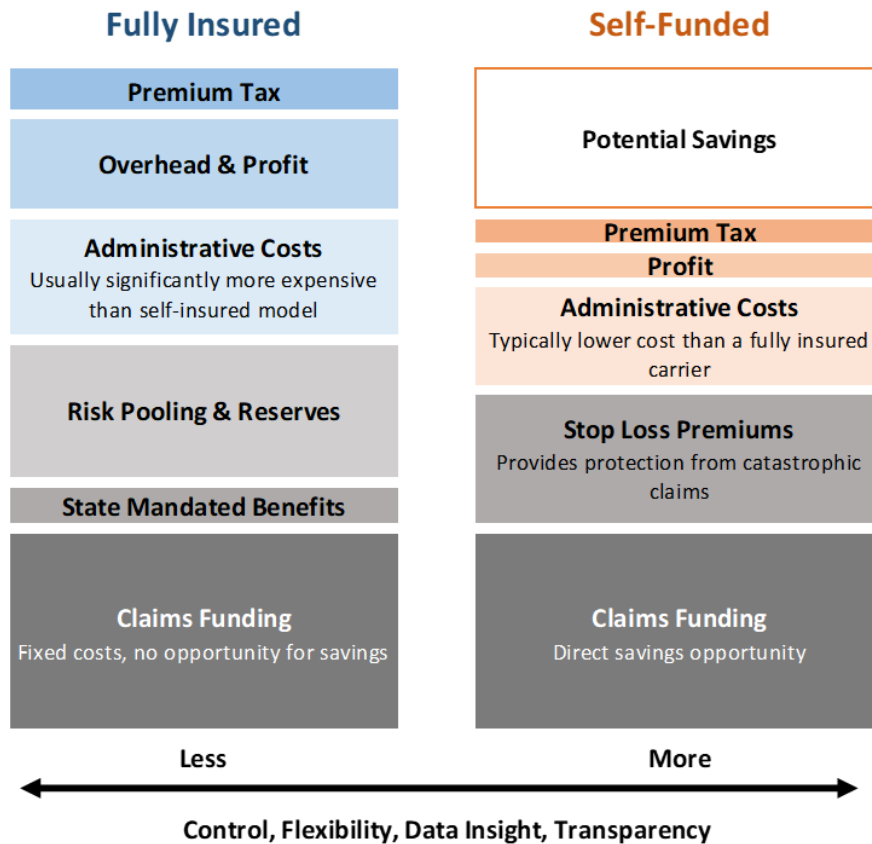 Fully Insured
Premium Tax
Overhead & Profit
Administrative Costs
Usually significantly more expensive
than self-insured model
Risk Pooling & Reserves
State Mandated Benefits
Claims Funding
Fixed costs, no opportunity for savings
Self-Funded
Potential Savings
Premium Tax
Profit
Administrative Costs
Typically lower cost than a fully insured
carrier
Stop Loss Premiums
Provides protection from catastrophic
claims
Claims Funding
Direct savings opportunity
Less
More
Control, Flexibility, Data Insight, Transparency